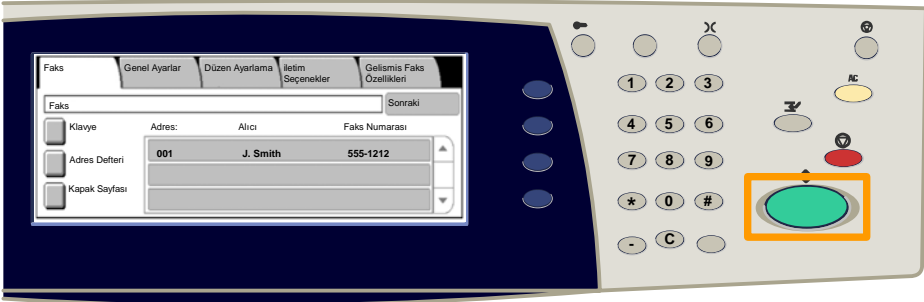 Faks
Genel Ayarlar
Düzen Ayarlama
iletim
Seçenekler
Gelismis Faks
Özellikleri
Faks
Sonraki
Klavye
Adres:
Alıcı
Faks Numarası
Adres Defteri
001
J. Smith
555-1212
Kapak Sayfası
AC
1
2
3
4
5
6
7
8
9
*
0
#
-
C